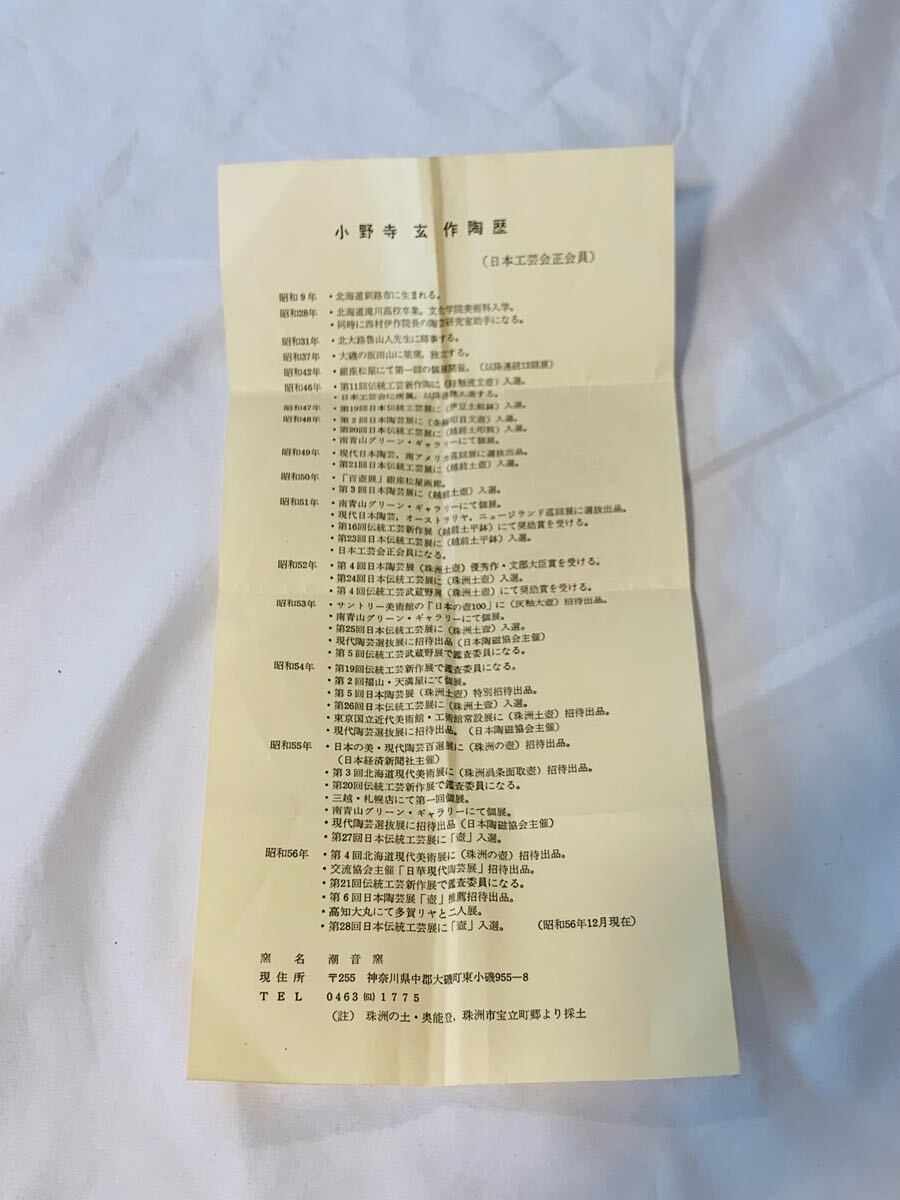 小野寺玄作陶歴
（日本工芸会正会員）
昭和9年 ・北海道釧路市に生まれる。
昭和28年 ・北海道滝川高校卒業。文化学院美術科入学。
・同時に西村伊作院長の陶芸研究室助手になる。
昭和31年 ・北大路魯山人先生に師事する。
昭和37年 ・大磯の坂田山に築窯，独立する。
昭和42年 ・銀座松屋にて第一回の個展開催，（以降連続12回展）
昭和46年 ・第11回伝統工芸新作陶に 入選。
・日本工芸会に所属，以降連続入選する。
昭和47年 ・第19回日本伝統工芸展に（伊豆土組鉢）入選。
昭和48年 ・第2回日本陶芸展に 入選。
・第20回日本伝統工芸展に 入選。
・南青山グリーン・ギャラリーにて個展。
昭和49年 ・現代日本陶芸，南アメリカ巡回展に選抜出品。
・第21回日本伝統工芸展に（越前土壺）入選。
昭和50年 ・「百壺展」銀座松屋画廊。
・第3回日本陶芸展に（越前土壺）入選。
昭和51年 ・南青山グリーン・ギャラリーにて個展。
・現代日本陶芸，オーストラリヤ，ニュージランド巡回展に選抜出品。
・第16回伝統工芸新作展（越前土平鉢）にて奨励賞を受ける。
・第23回日本伝統工芸展に（越前土平鉢）入選。
・日本工芸会正会員になる。
昭和52年 ・第4回日本陶芸展（珠洲土壺）優秀作・文部大臣賞を受ける。
・第24回日本伝統工芸展に（珠洲土壺）入選。
・第4回伝統工芸武蔵野展（珠洲土壺）にて奨励賞を受ける。
昭和53年 ・サントリー美術館の「日本の壺100」に（灰釉大壺）招待出品。
・南青山グリーン・ギャラリーにて個展。
・第25回日本伝統工芸展に（珠洲土壺）入選。
・現代陶芸選抜展に招待出品（日本陶磁協会主催）
・第5回伝統工芸武蔵野展で鑑査委員になる。
昭和54年 ・第19回伝統工芸新作展で鑑査委員になる。
・第2回福山・天満屋にて個展。
・第5回日本陶芸展（珠洲土壺）特別招待出品。
・第26回日本伝統工芸展に（珠洲土壺）入選。
・東京国立近代美術館・工芸館常設展に（珠洲土壺）招待出品。
・現代陶芸選抜展に招待出品。（日本陶磁協会主催）
昭和55年 ・日本の美・現代陶芸百選展に（珠洲の壺）招待出品。
（日本経済新聞社主催）
・第3回北海道現代美術展に（珠洲渦条面取壺）招待出品。
・第20回伝統工芸新作展で鑑査委員になる。
・三越・札幌店にて第一回個展。
・南青山グリーン・ギャラリーにて個展。
・現代陶芸選抜展に招待出品（日本陶磁協会主催）
・第27回日本伝統工芸展に「壺」入選。
昭和56年 ・第4回北海道現代美術展に（珠洲の壺）招待出品。
・交流協会主催「日華現代陶芸展」招待出品。
・第21回伝統工芸新作展で鑑査委員になる。
・第6回日本陶芸展「壺」推薦招待出品。
・高知大丸にて多賀リヤと二人展。
・第28回日本伝統工芸展に「壺」入選。 （昭和56年12月現在）
窯名 潮音窯
現住所 〒255 神奈川県中郡大磯町東小磯955—8
TEL 0463(61)1775
（註） 珠洲の土・奥能登，珠洲市宝立町郷より採土